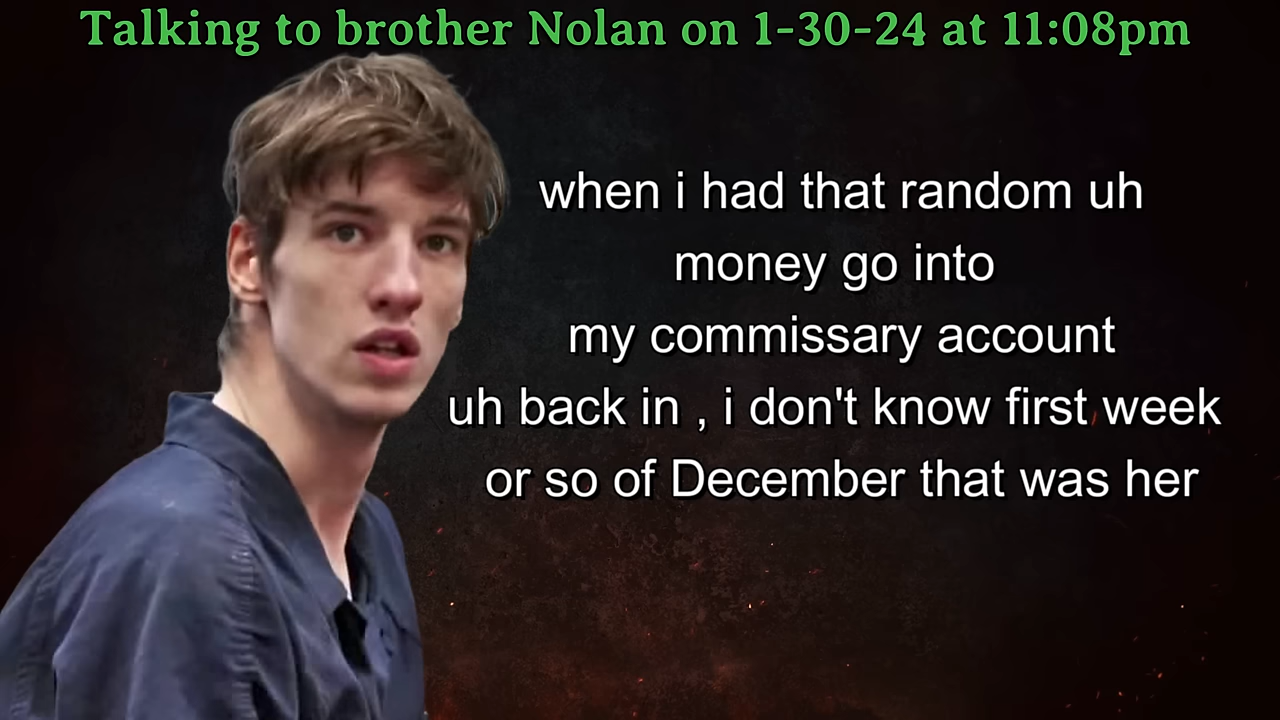 Talking to brother Nolan on 1-30-24 at 11:08pm
when i had that random uh
money go into
my commissary account
uh back in , i don't know first week
or so of December that was her